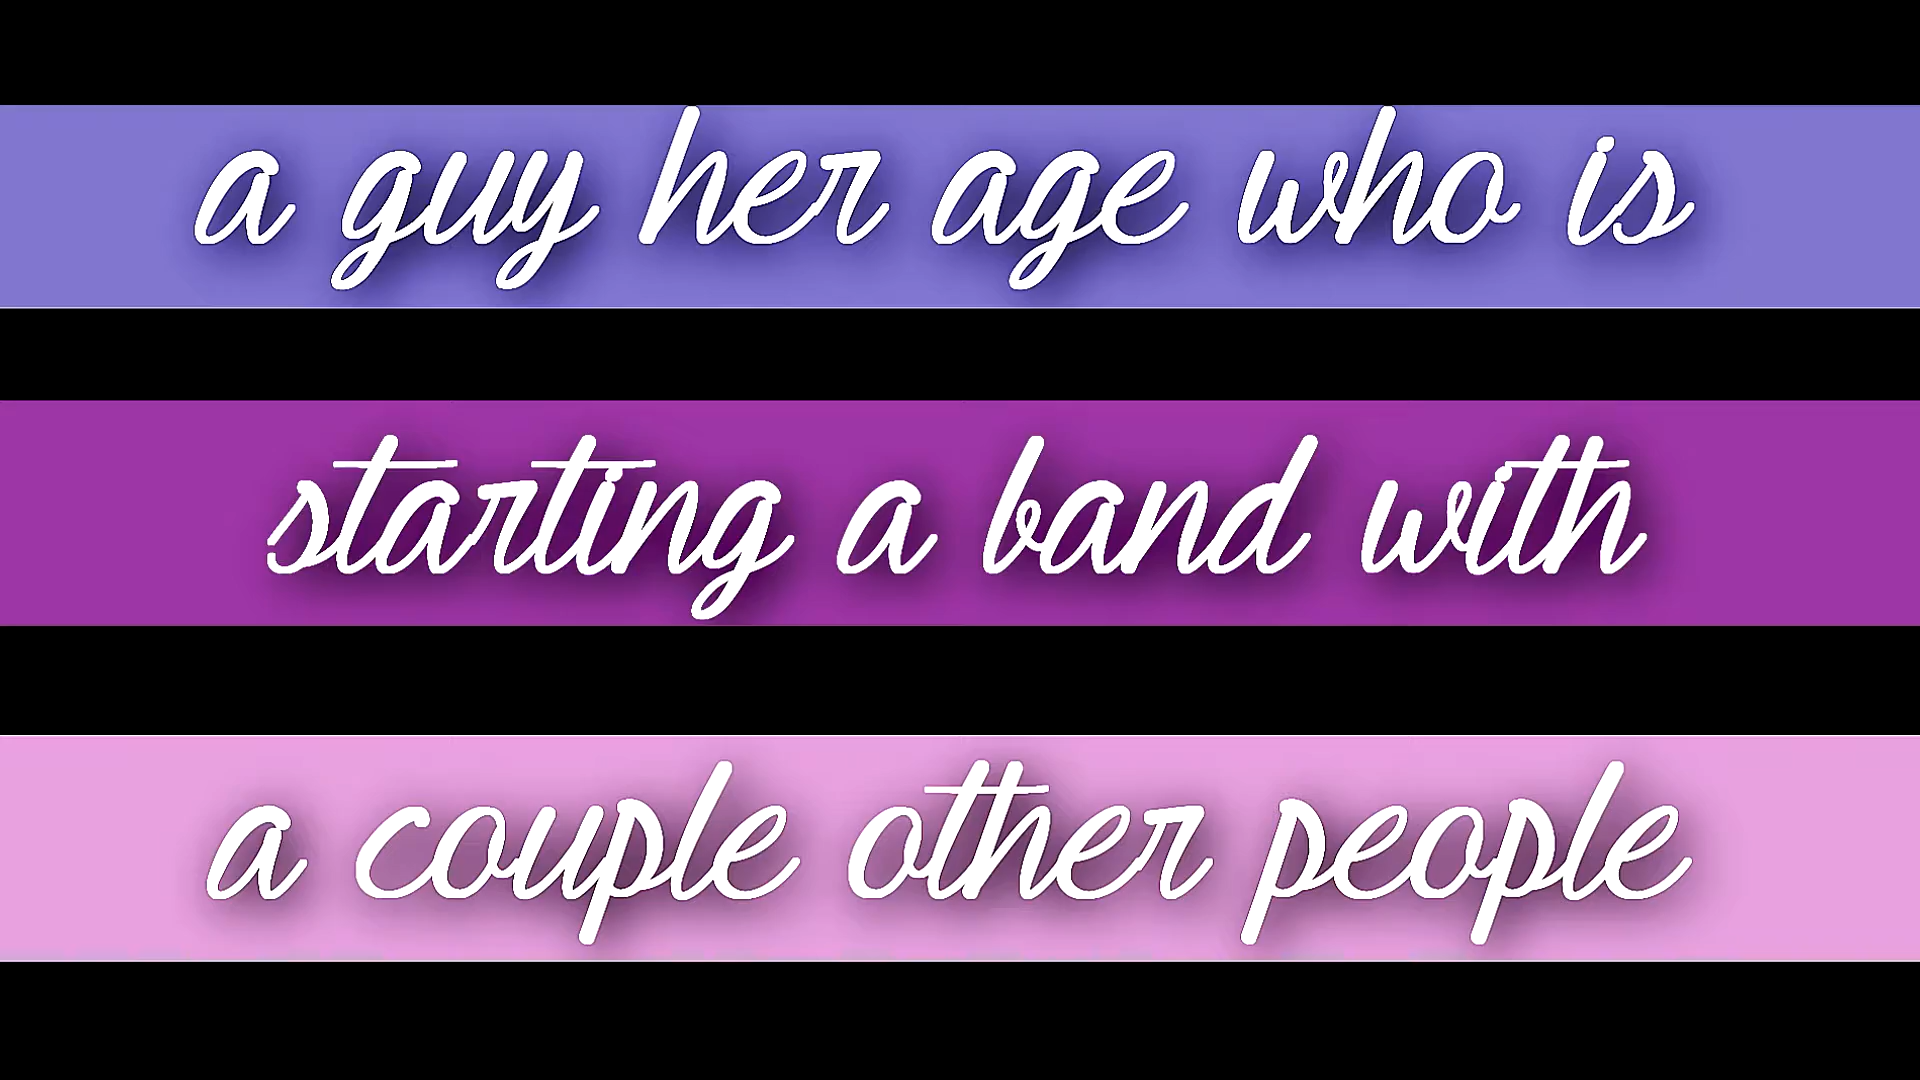 a guy her age who is
starting a band with
a couple other people